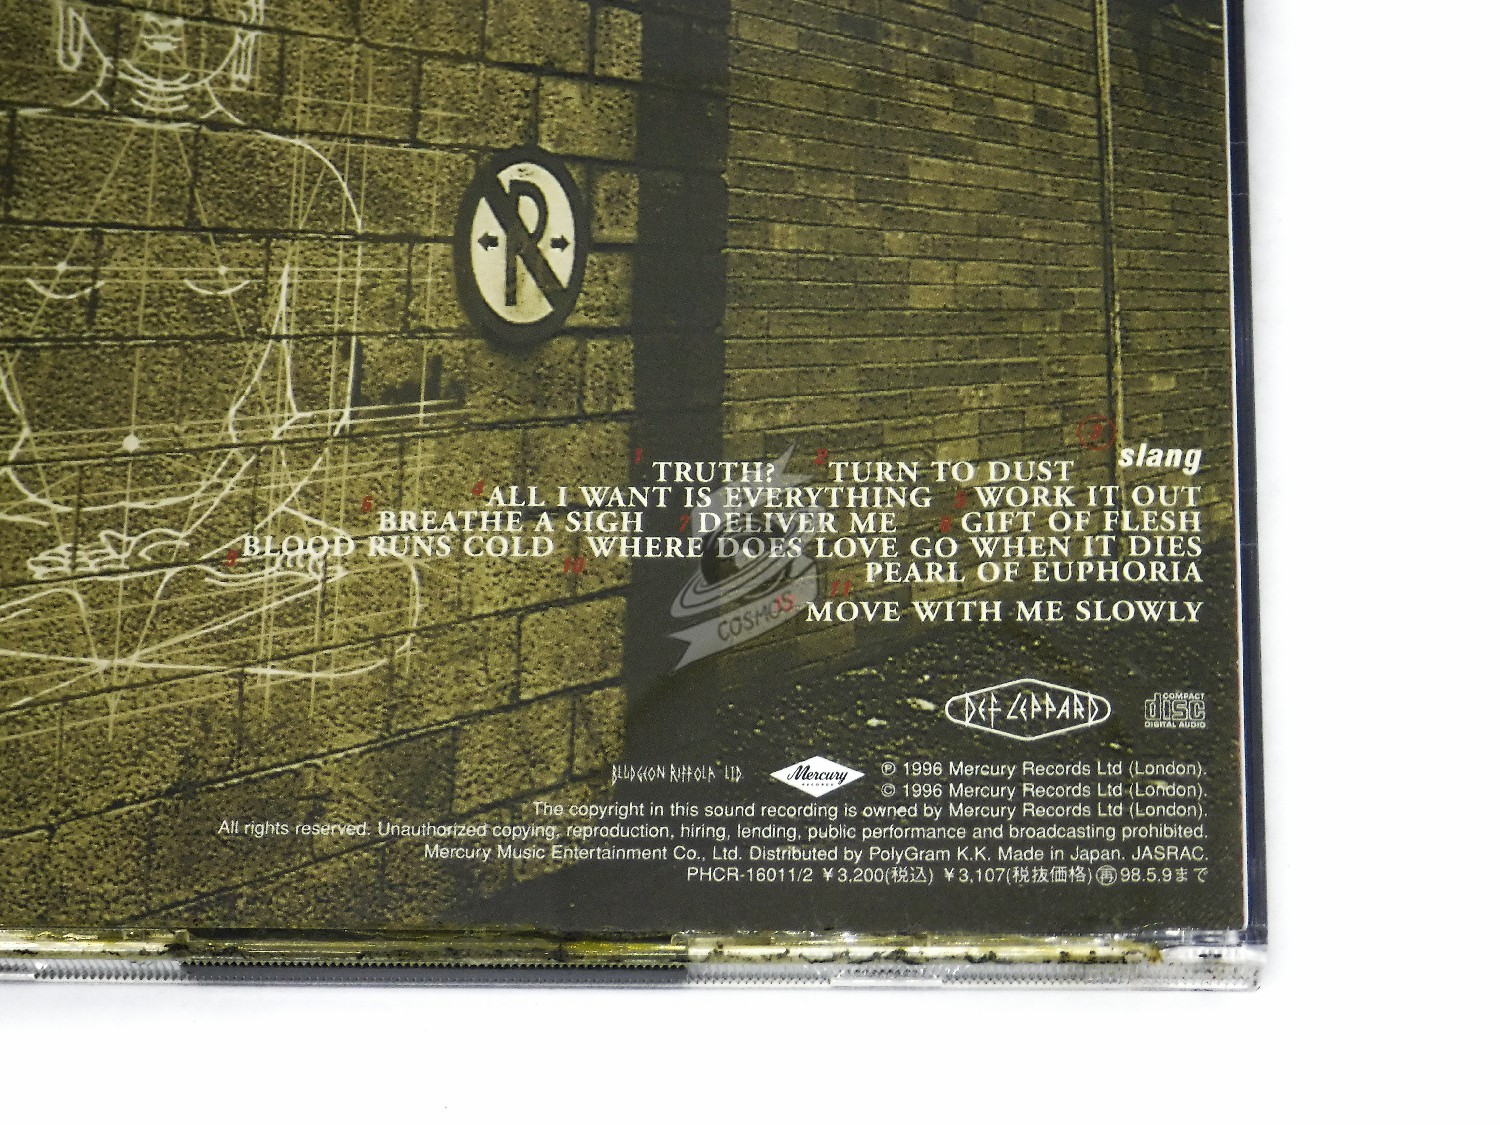 1 TRUTH? 2 TURN TO DUST 3 slang
4 ALL I WANT IS EVERYTHING 5 WORK IT OUT
6 BREATHE A SIGH 7 DELIVER ME 8 GIFT OF FLESH
9 BLOOD RUNS COLD 10 WHERE DOES LOVE GO WHEN IT DIES
11 PEARL OF EUPHORIA
MOVE WITH ME SLOWLY
COSMOS
R
DEF LEPPARD COMPACT disc DIGITAL AUDIO
BLUDGEON RIFFOLA LTD. Mercury RECORDS ℗ 1996 Mercury Records Ltd (London).
© 1996 Mercury Records Ltd (London).
The copyright in this sound recording is owned by Mercury Records Ltd (London).
All rights reserved. Unauthorized copying, reproduction, hiring, lending, public performance and broadcasting prohibited.
Mercury Music Entertainment Co., Ltd. Distributed by PolyGram K.K. Made in Japan. JASRAC.
PHCR-16011/2 ¥3,200(税込) ¥3,107(税抜価格)㊢98.5.9まで